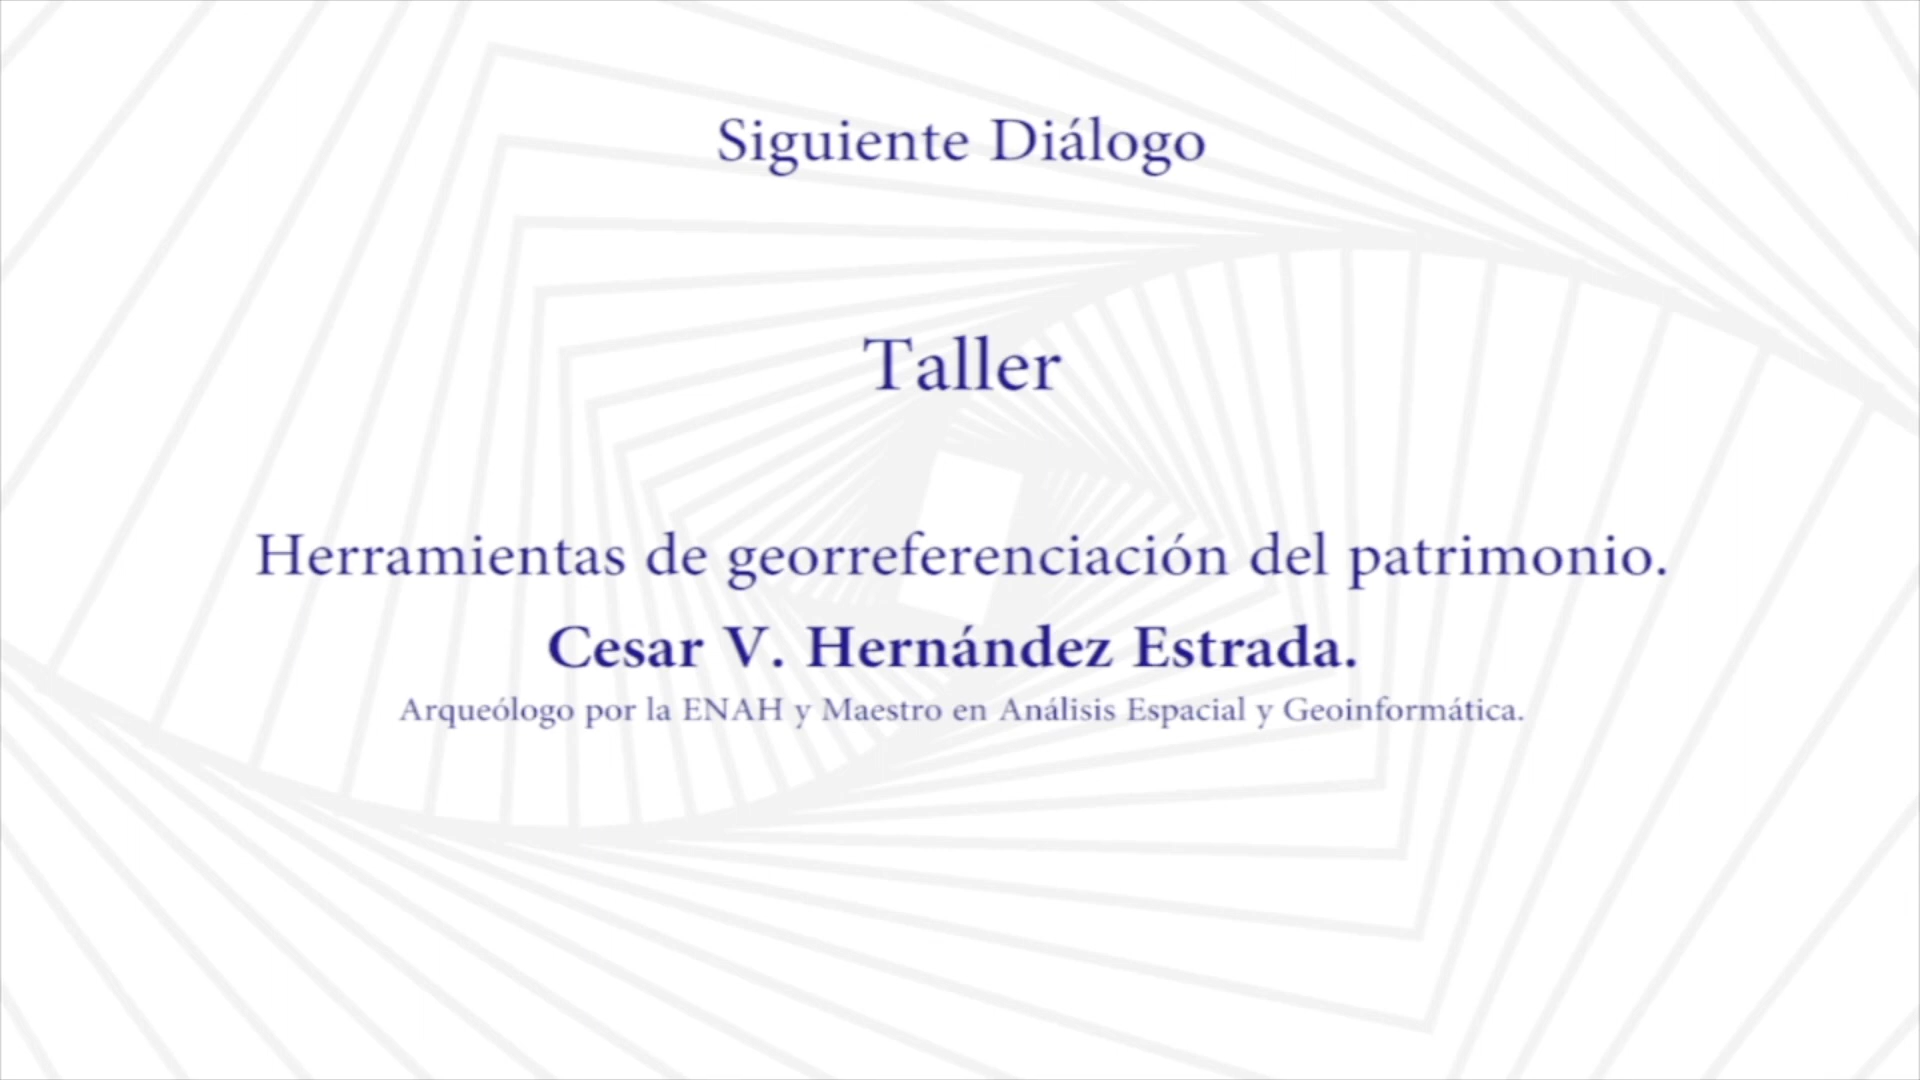 Siguiente Diálogo
Taller
Herramientas de georreferenciación del patrimonio.
Cesar V. Hernández Estrada.
Arqueólogo por la ENAH y Maestro en Análisis Espacial y Geoinformática.